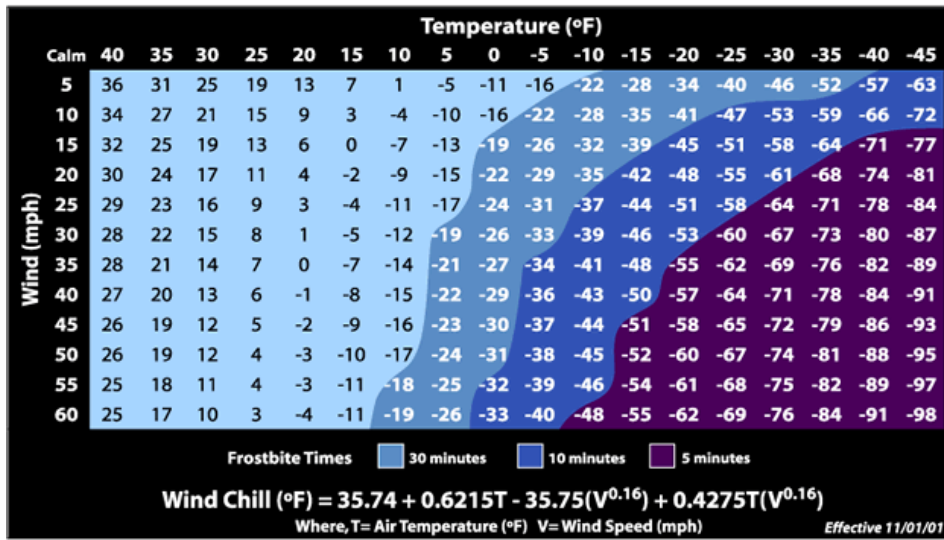 Temperature (ºF)
Calm 40 35 30 25 20 15 10 5 0 -5 -10 -15 -20 -25 -30 -35 -40 -45
5 36 31 25 19 13 7 1 -5 -11 -16 -22 -28 -34 -40 -46 -52 -57 -63
10 34 27 21 15 9 3 -4 -10 -16 -22 -28 -35 -41 -47 -53 -59 -66 -72
15 32 25 19 13 6 0 -7 -13 -19 -26 -32 -39 -45 -51 -58 -64 -71 -77
20 30 24 17 11 4 -2 -9 -15 -22 -29 -35 -42 -48 -55 -61 -68 -74 -81
25 29 23 16 9 3 -4 -11 -17 -24 -31 -37 -44 -51 -58 -64 -71 -78 -84
30 28 22 15 8 1 -5 -12 -19 -26 -33 -39 -46 -53 -60 -67 -73 -80 -87
35 28 21 14 7 0 -7 -14 -21 -27 -34 -41 -48 -55 -62 -69 -76 -82 -89
40 27 20 13 6 -1 -8 -15 -22 -29 -36 -43 -50 -57 -64 -71 -78 -84 -91
45 26 19 12 5 -2 -9 -16 -23 -30 -37 -44 -51 -58 -65 -72 -79 -86 -93
50 26 19 12 4 -3 -10 -17 -24 -31 -38 -45 -52 -60 -67 -74 -81 -88 -95
55 25 18 11 4 -3 -11 -18 -25 -32 -39 -46 -54 -61 -68 -75 -82 -89 -97
60 25 17 10 3 -4 -11 -19 -26 -33 -40 -48 -55 -62 -69 -76 -84 -91 -98
Wind (mph)
Frostbite Times 30 minutes 10 minutes 5 minutes
Wind Chill (ºF) = 35.74 + 0.6215T - 35.75(V0.16) + 0.4275T(V0.16)
Where, T= Air Temperature (ºF) V= Wind Speed (mph) Effective 11/01/01